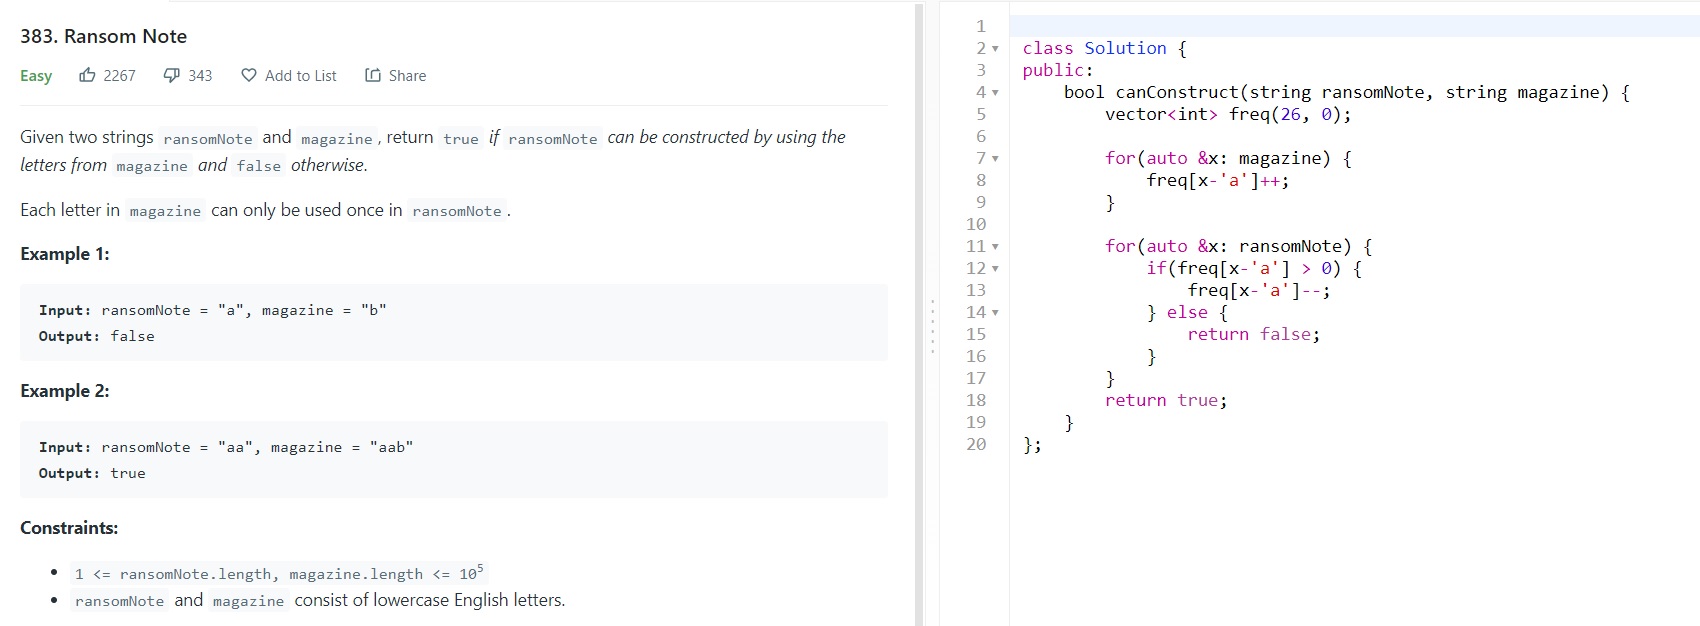 383. Ransom Note
Easy 2267 343 Add to List Share
Given two strings ransomNote and magazine, return true if ransomNote can be constructed by using the
letters from magazine and false otherwise.
Each letter in magazine can only be used once in ransomNote.
Example 1:
Input: ransomNote = "a", magazine = "b"
Output: false
Example 2:
Input: ransomNote = "aa", magazine = "aab"
Output: true
Constraints:
• 1 <= ransomNote.length, magazine.length <= 10⁵
• ransomNote and magazine consist of lowercase English letters.
1
2 class Solution {
3 public:
4     bool canConstruct(string ransomNote, string magazine) {
5         vector<int> freq(26, 0);
6
7         for(auto &x: magazine) {
8             freq[x-'a']++;
9         }
10
11         for(auto &x: ransomNote) {
12             if(freq[x-'a'] > 0) {
13                 freq[x-'a']--;
14             } else {
15                 return false;
16             }
17         }
18         return true;
19     }
20 };